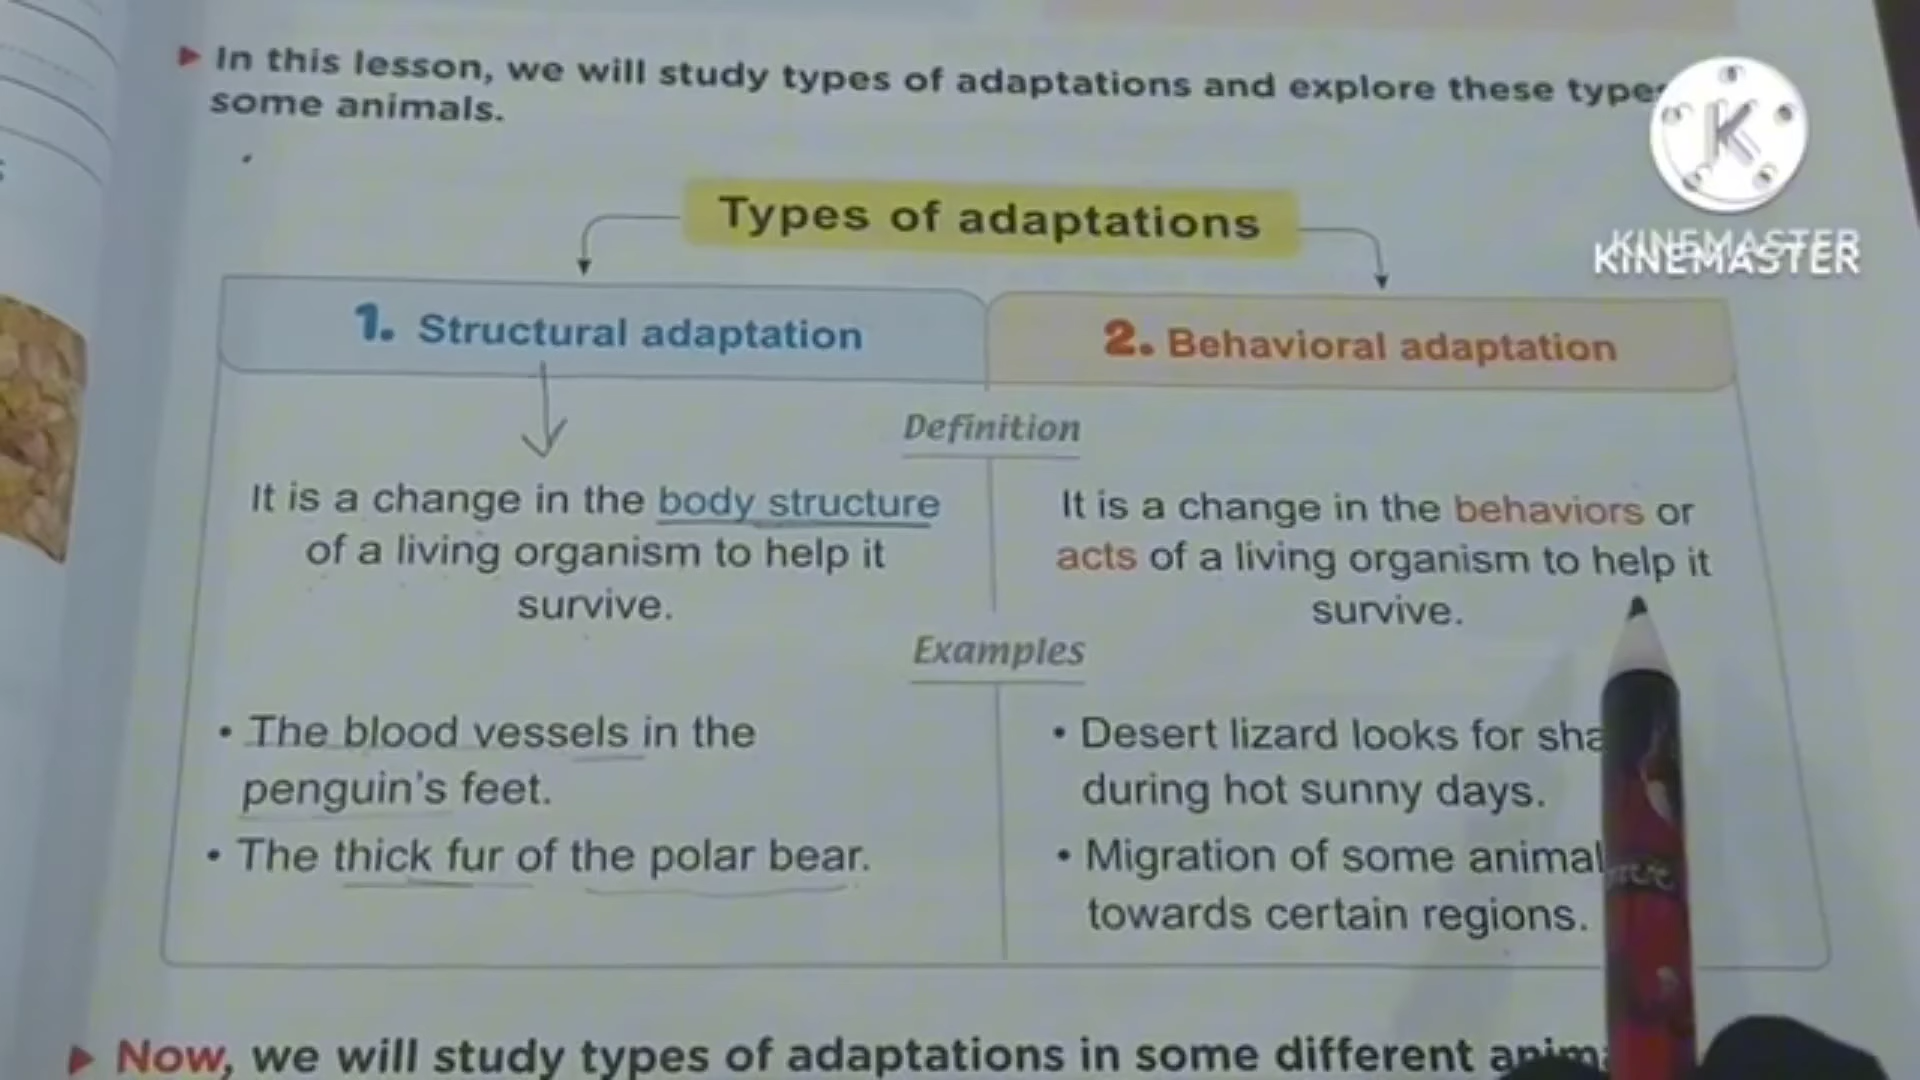 In this lesson, we will study types of adaptations and explore these
some animals.
Types of adaptations
1. Structural adaptation
2. Behavioral adaptation
Definition
It is a change in the body structure
of a living organism to help it
survive.
It is a change in the behaviors or
acts of a living organism to help it
survive.
Examples
• The blood vessels in the
penguin's feet.
• The thick fur of the polar bear.
• Desert lizard looks for
during hot sunny days.
• Migration of some
towards certain regions.
Now, we will study types of adaptations in some different
K
KINEMASTER
KINEMASTER